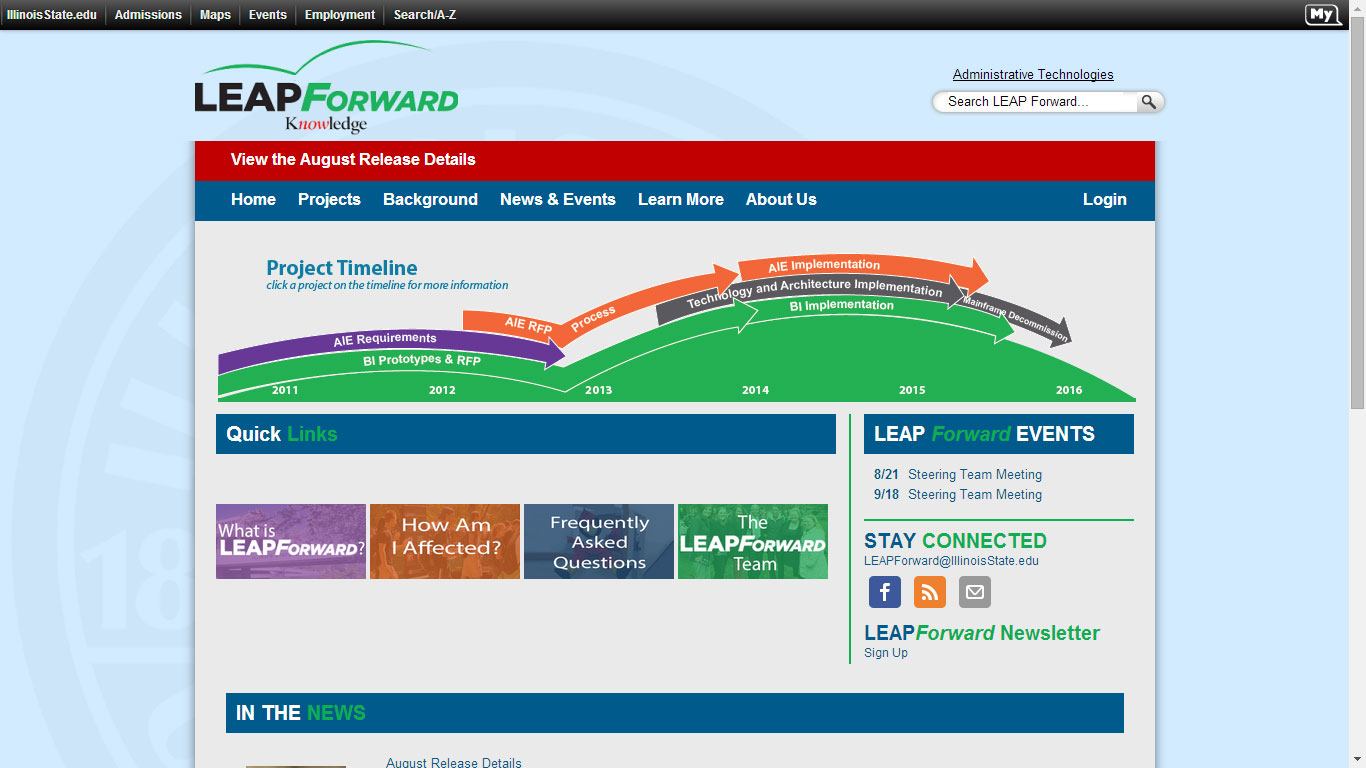 IllinoisState.edu Admissions Maps Events Employment Search/A-Z My
LEAPFORWARD
Knowledge
Administrative Technologies
Search LEAP Forward...
View the August Release Details
Home Projects Background News & Events Learn More About Us Login
Project Timeline
click a project on the timeline for more information
AIE Requirements
BI Prototypes & RFP
AIE RFP Process
AIE Implementation
Technology and Architecture Implementation
BI Implementation
Mainframe Decommission
2011 2012 2013 2014 2015 2016
Quick Links
What is
LEAPFORWARD?
How Am
I Affected?
Frequently
Asked
Questions
The
LEAPFORWARD
Team
LEAP Forward EVENTS
8/21 Steering Team Meeting
9/18 Steering Team Meeting
STAY CONNECTED
LEAPForward@IllinoisState.edu
LEAPForward Newsletter
Sign Up
IN THE NEWS
August Release Details